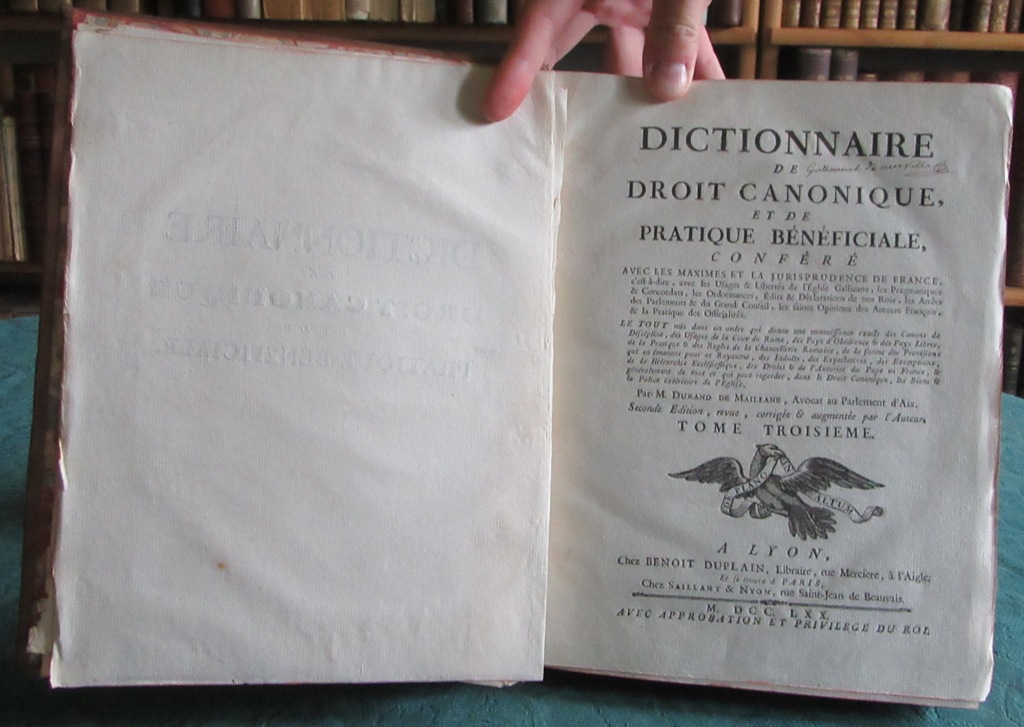 DICTIONNAIRE
DE
DROIT CANONIQUE,
ET DE
PRATIQUE BÉNÉFICIALE,
CONFÉRÉ
AVEC LES MAXIMES ET LA JURISPRUDENCE DE FRANCE,
c'est-à-dire, avec les Usages & Libertés de l'Eglise Gallicane, les Pragmatiques
& Concordats, les Ordonnances, Édits & Déclarations de nos Rois, les Arrêts
des Parlements & du Grand Conseil, les saines Opinions des Auteurs François,
& la Pratique des Officialités.
LE TOUT mis dans un ordre qui donne une connoissance exacte des Canons de
Discipline, des Usages de la Cour de Rome, des Pays d'Obédience & des Pays Libres,
de la Pratique & des Regles de la Chancellerie Romaine, de la forme des Provisions
qui en émanent pour ce Royaume, des Indults, des Expectatives, des Exemptions,
de la Hiérarchie Ecclésiastique, des Droits & de l'Autorité du Pape en France, &
généralement de tout ce qui peut regarder, dans le Droit Canonique, les Biens &
la Police extérieure de l'Eglise.
Par M. DURAND DE MAILLANE, Avocat au Parlement d'Aix.
Seconde Edition, revue, corrigée & augmentée par l'Auteur.
TOME TROISIEME.
DE PLANO IN ALTUM
A LYON,
Chez BENOIT DUPLAIN, Libraire, rue Merciere, à l'Aigle.
Et se trouve à PARIS,
Chez SAILLANT & NYON, rue Saint-Jean de Beauvais.
M. DCC. LXX.
AVEC APPROBATION ET PRIVILEGE DU ROI.